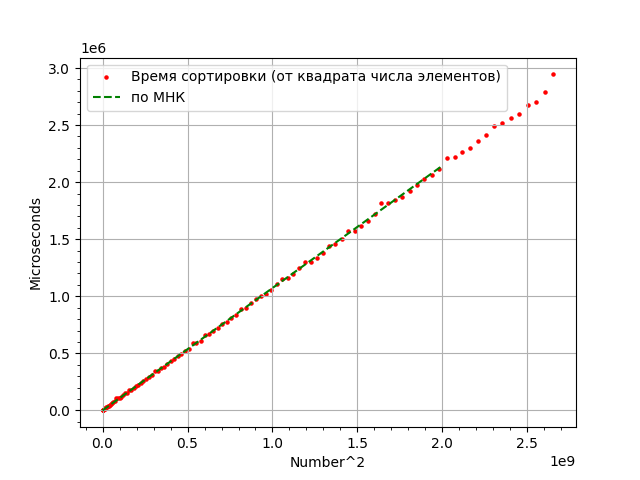 1e6
Время сортировки (от квадрата числа элементов)
по МНК
3.0
2.5
2.0
1.5
1.0
0.5
0.0
Microseconds
0.0 0.5 1.0 1.5 2.0 2.5
Number^2
1e9